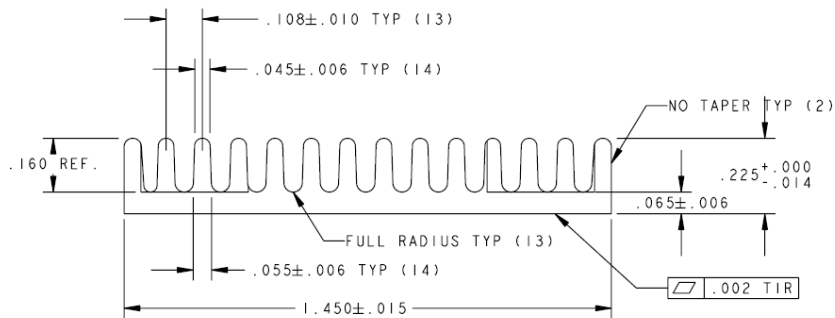 .108±.010 TYP (13)
.045±.006 TYP (14)
NO TAPER TYP (2)
.160 REF.
.225+.000
-.014
.065±.006
FULL RADIUS TYP (13)
.055±.006 TYP (14)
.002 TIR
1.450±.015